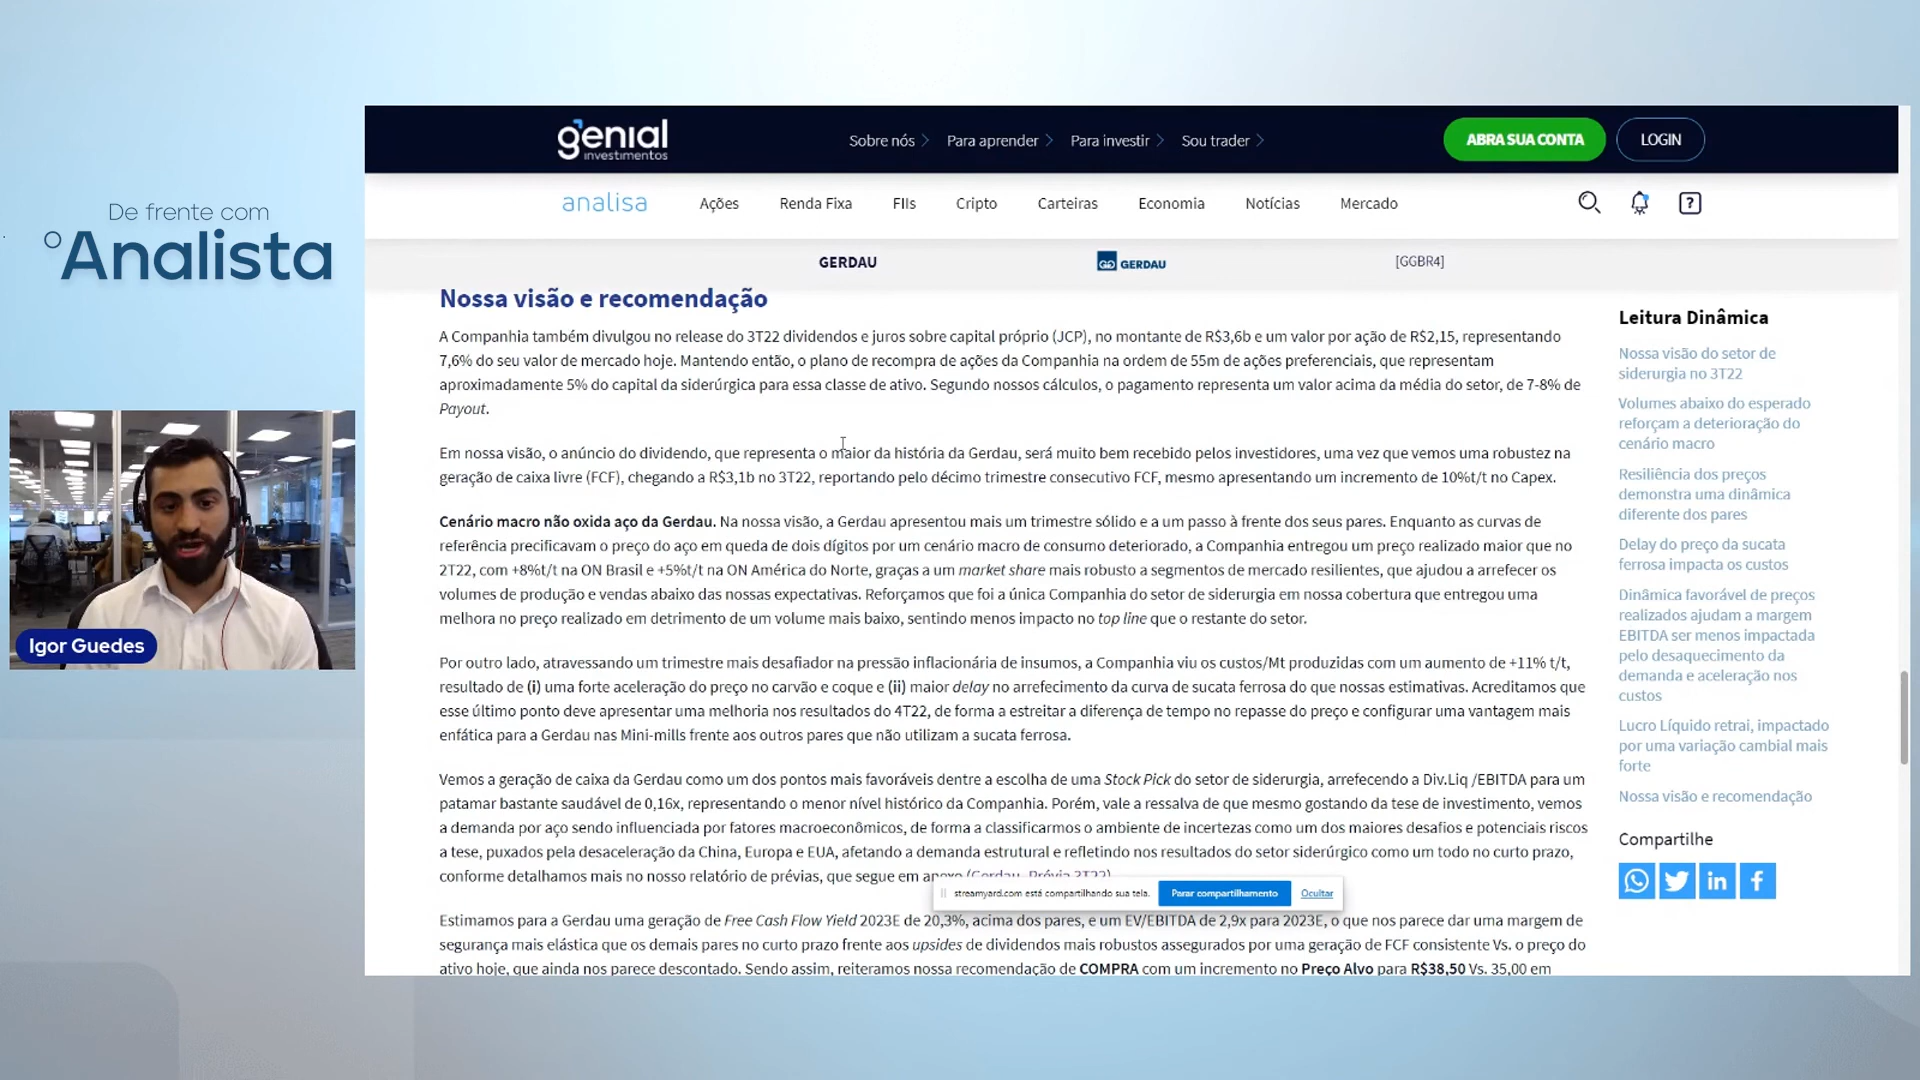 De frente com
Analista
Igor Guedes
genial
investimentos
Sobre nós
Para aprender
Para investir
Sou trader
ABRA SUA CONTA
LOGIN
analisa
Ações
Renda Fixa
FIIs
Cripto
Carteiras
Economia
Notícias
Mercado
GERDAU
GERDAU
[GGBR4]
Nossa visão e recomendação
A Companhia também divulgou no release do 3T22 dividendos e juros sobre capital próprio (JCP), no montante de R$3,6b e um valor por ação de R$2,15, representando
7,6% do seu valor de mercado hoje. Mantendo então, o plano de recompra de ações da Companhia na ordem de 55m de ações preferenciais, que representam
aproximadamente 5% do capital da siderúrgica para essa classe de ativo. Segundo nossos cálculos, o pagamento representa um valor acima da média do setor, de 7-8% de
Payout.
Em nossa visão, o anúncio do dividendo, que representa o maior da história da Gerdau, será muito bem recebido pelos investidores, uma vez que vemos uma robustez na
geração de caixa livre (FCF), chegando a R$3,1b no 3T22, reportando pelo décimo trimestre consecutivo FCF, mesmo apresentando um incremento de 10%t/t no Capex.
Cenário macro não oxida aço da Gerdau. Na nossa visão, a Gerdau apresentou mais um trimestre sólido e a um passo à frente dos seus pares. Enquanto as curvas de
referência precificavam o preço do aço em queda de dois dígitos por um cenário macro de consumo deteriorado, a Companhia entregou um preço realizado maior que no
2T22, com +8%t/t na ON Brasil e +5%t/t na ON América do Norte, graças a um market share mais robusto a segmentos de mercado resilientes, que ajudou a arrefecer os
volumes de produção e vendas abaixo das nossas expectativas. Reforçamos que foi a única Companhia do setor de siderurgia em nossa cobertura que entregou uma
melhora no preço realizado em detrimento de um volume mais baixo, sentindo menos impacto no top line que o restante do setor.
Por outro lado, atravessando um trimestre mais desafiador na pressão inflacionária de insumos, a Companhia viu os custos/Mt produzidas com um aumento de +11% t/t,
resultado de (i) uma forte aceleração do preço no carvão e coque e (ii) maior delay no arrefecimento da curva de sucata ferrosa do que nossas estimativas. Acreditamos que
esse último ponto deve apresentar uma melhoria nos resultados do 4T22, de forma a estreitar a diferença de tempo no repasse do preço e configurar uma vantagem mais
enfática para a Gerdau nas Mini-mills frente aos outros pares que não utilizam a sucata ferrosa.
Vemos a geração de caixa da Gerdau como um dos pontos mais favoráveis dentre a escolha de uma Stock Pick do setor de siderurgia, arrefecendo a Div.Liq /EBITDA para um
patamar bastante saudável de 0,16x, representando o menor nível histórico da Companhia. Porém, vale a ressalva de que mesmo gostando da tese de investimento, vemos
a demanda por aço sendo influenciada por fatores macroeconômicos, de forma a classificarmos o ambiente de incertezas como um dos maiores desafios e potenciais riscos
a tese, puxados pela desaceleração da China, Europa e EUA, afetando a demanda estrutural e refletindo nos resultados do setor siderúrgico como um todo no curto prazo,
conforme detalhamos mais no nosso relatório de prévias, que segue em anexo (Gerdau, Prévia 3T22)
streamyard.com está compartilhando sua tela.
Parar compartilhamento
Ocultar
Estimamos para a Gerdau uma geração de Free Cash Flow Yield 2023E de 20,3%, acima dos pares, e um EV/EBITDA de 2,9x para 2023E, o que nos parece dar uma margem de
segurança mais elástica que os demais pares no curto prazo frente aos upsides de dividendos mais robustos assegurados por uma geração de FCF consistente Vs. o preço do
ativo hoje, que ainda nos parece descontado. Sendo assim, reiteramos nossa recomendação de COMPRA com um incremento no Preço Alvo para R$38,50 Vs. 35,00 em
Leitura Dinâmica
Nossa visão do setor de
siderurgia no 3T22
Volumes abaixo do esperado
reforçam a deterioração do
cenário macro
Resiliência dos preços
demonstra uma dinâmica
diferente dos pares
Delay do preço da sucata
ferrosa impacta os custos
Dinâmica favorável de preços
realizados ajudam a margem
EBITDA ser menos impactada
pelo desaquecimento da
demanda e aceleração nos
custos
Lucro Líquido retrai, impactado
por uma variação cambial mais
forte
Nossa visão e recomendação
Compartilhe